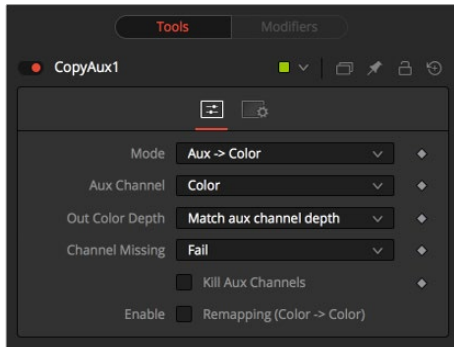 Tools Modifiers
CopyAux1
Mode Aux -> Color
Aux Channel Color
Out Color Depth Match aux channel depth
Channel Missing Fail
Kill Aux Channels
Enable Remapping (Color -> Color)